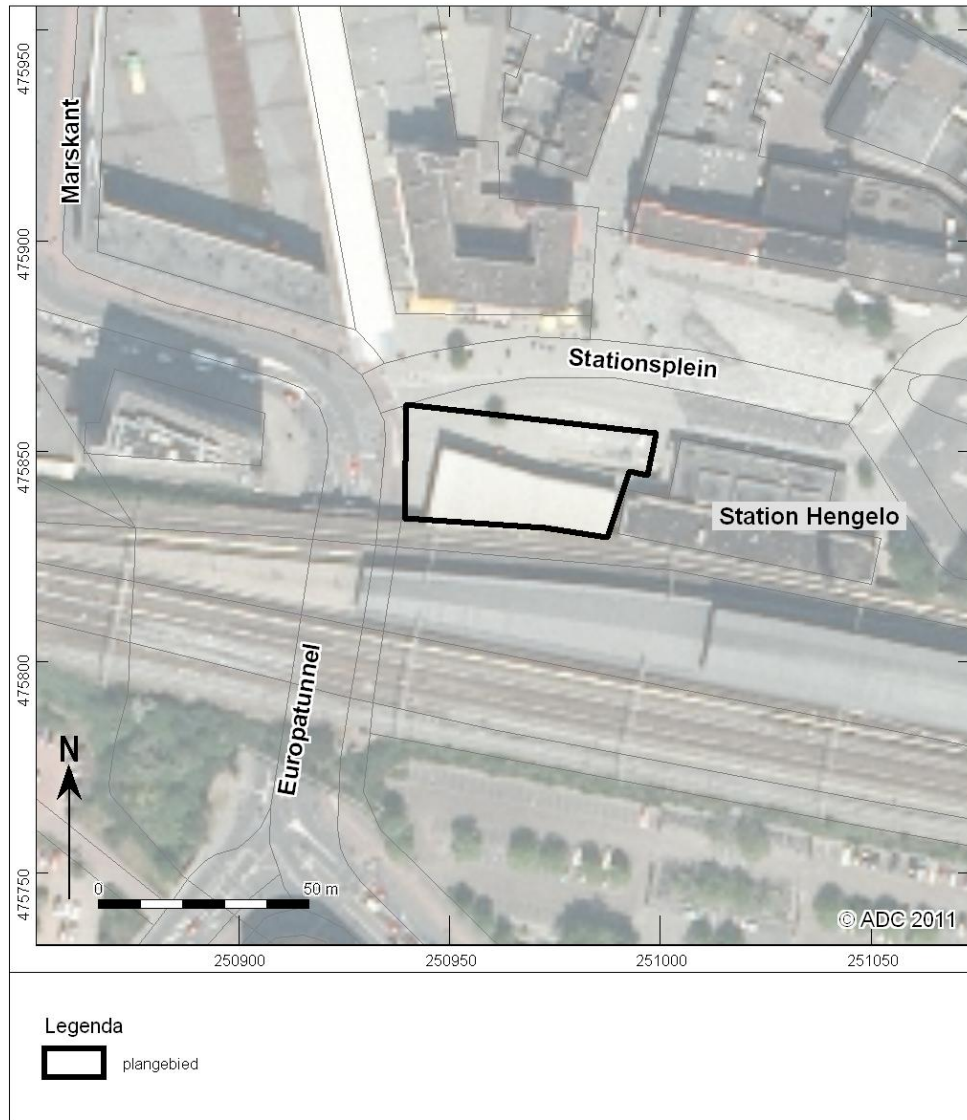 475950
Marskant
475900
Stationsplein
475850
Station Hengelo
475800
Europatunnel
N
475750
0 50 m
© ADC 2011
250900 250950 251000 251050
Legenda
plangebied